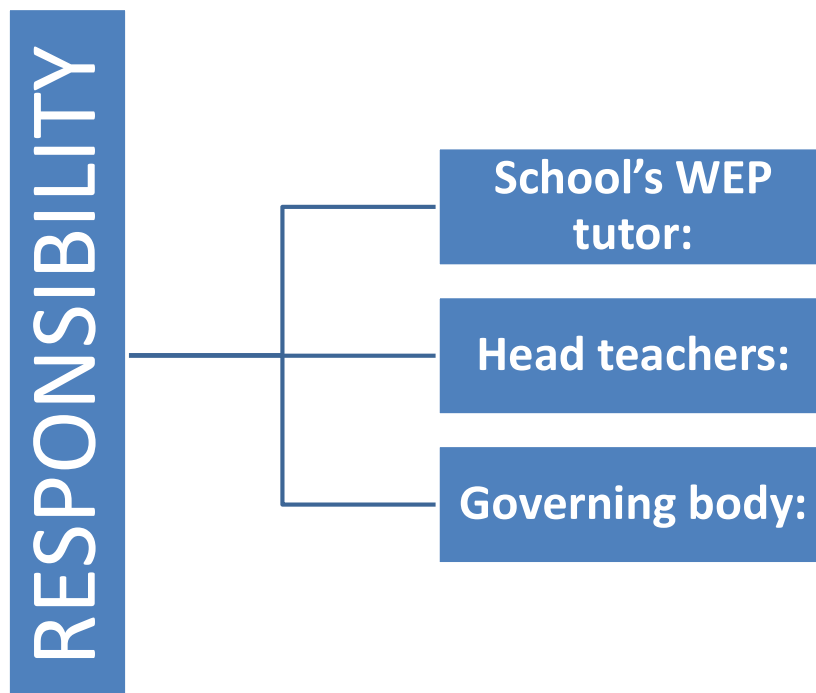 RESPONSIBILITY
School’s WEP
tutor:
Head teachers:
Governing body: